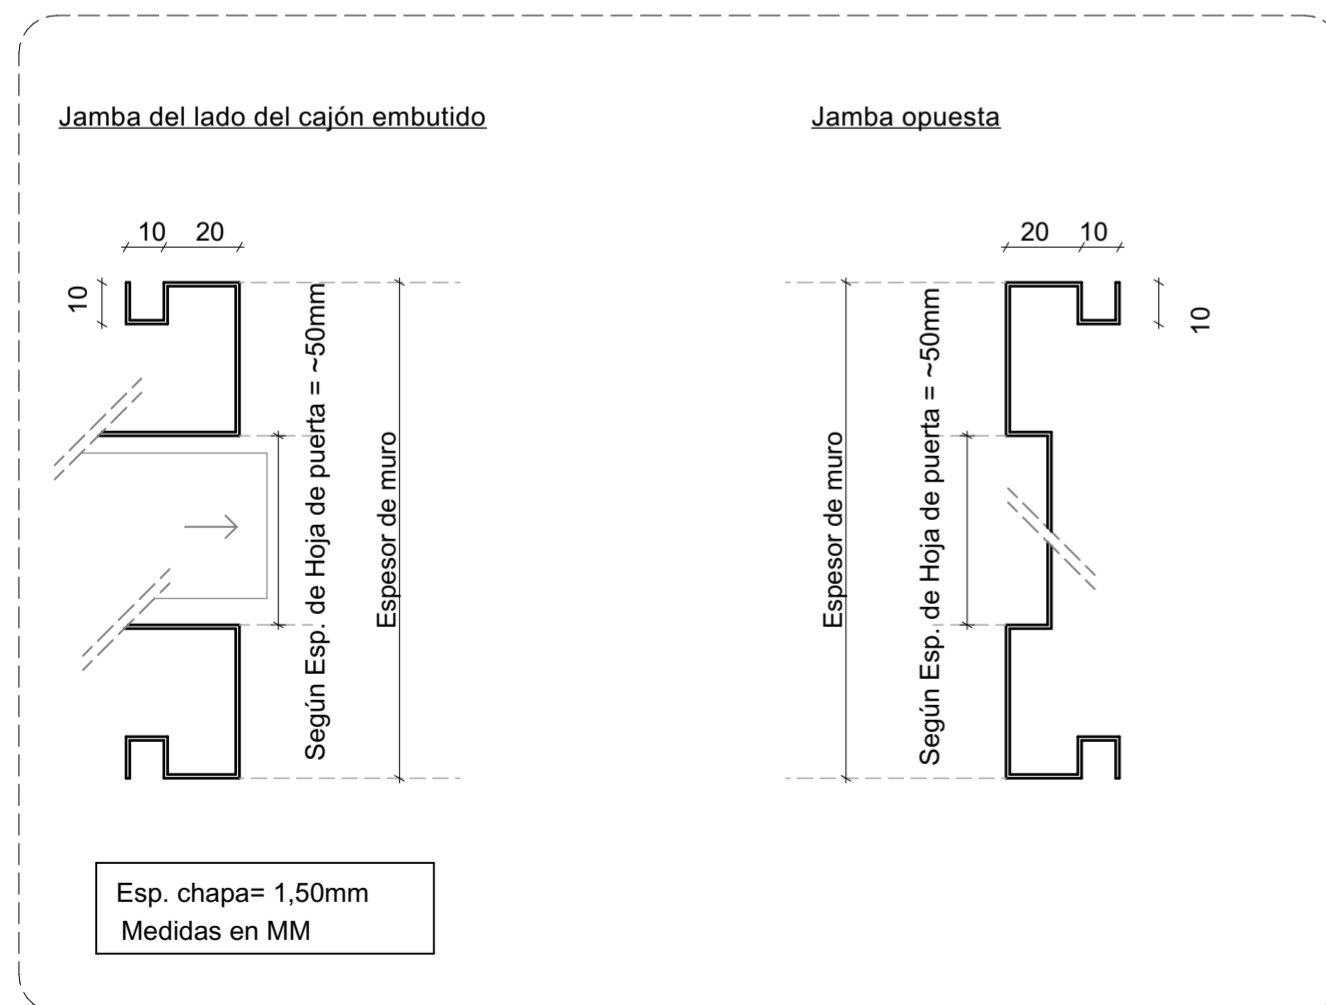 Jamba del lado del cajón embutido
Jamba opuesta
10
20
20
10
10
10
Según Esp. de Hoja de puerta = ~50mm
Espesor de muro
Espesor de muro
Según Esp. de Hoja de puerta = ~50mm
Esp. chapa= 1,50mm
Medidas en MM